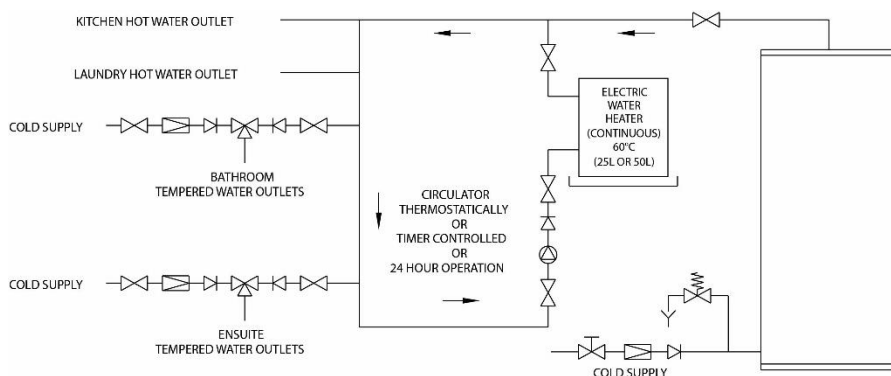 KITCHEN HOT WATER OUTLET
LAUNDRY HOT WATER OUTLET
COLD SUPPLY
BATHROOM
TEMPERED WATER OUTLETS
ELECTRIC
WATER
HEATER
(CONTINUOUS)
60°C
(25L OR 50L)
CIRCULATOR
THERMOSTATICALLY
OR
TIMER CONTROLLED
OR
24 HOUR OPERATION
COLD SUPPLY
ENSUITE
TEMPERED WATER OUTLETS
COLD SUPPLY